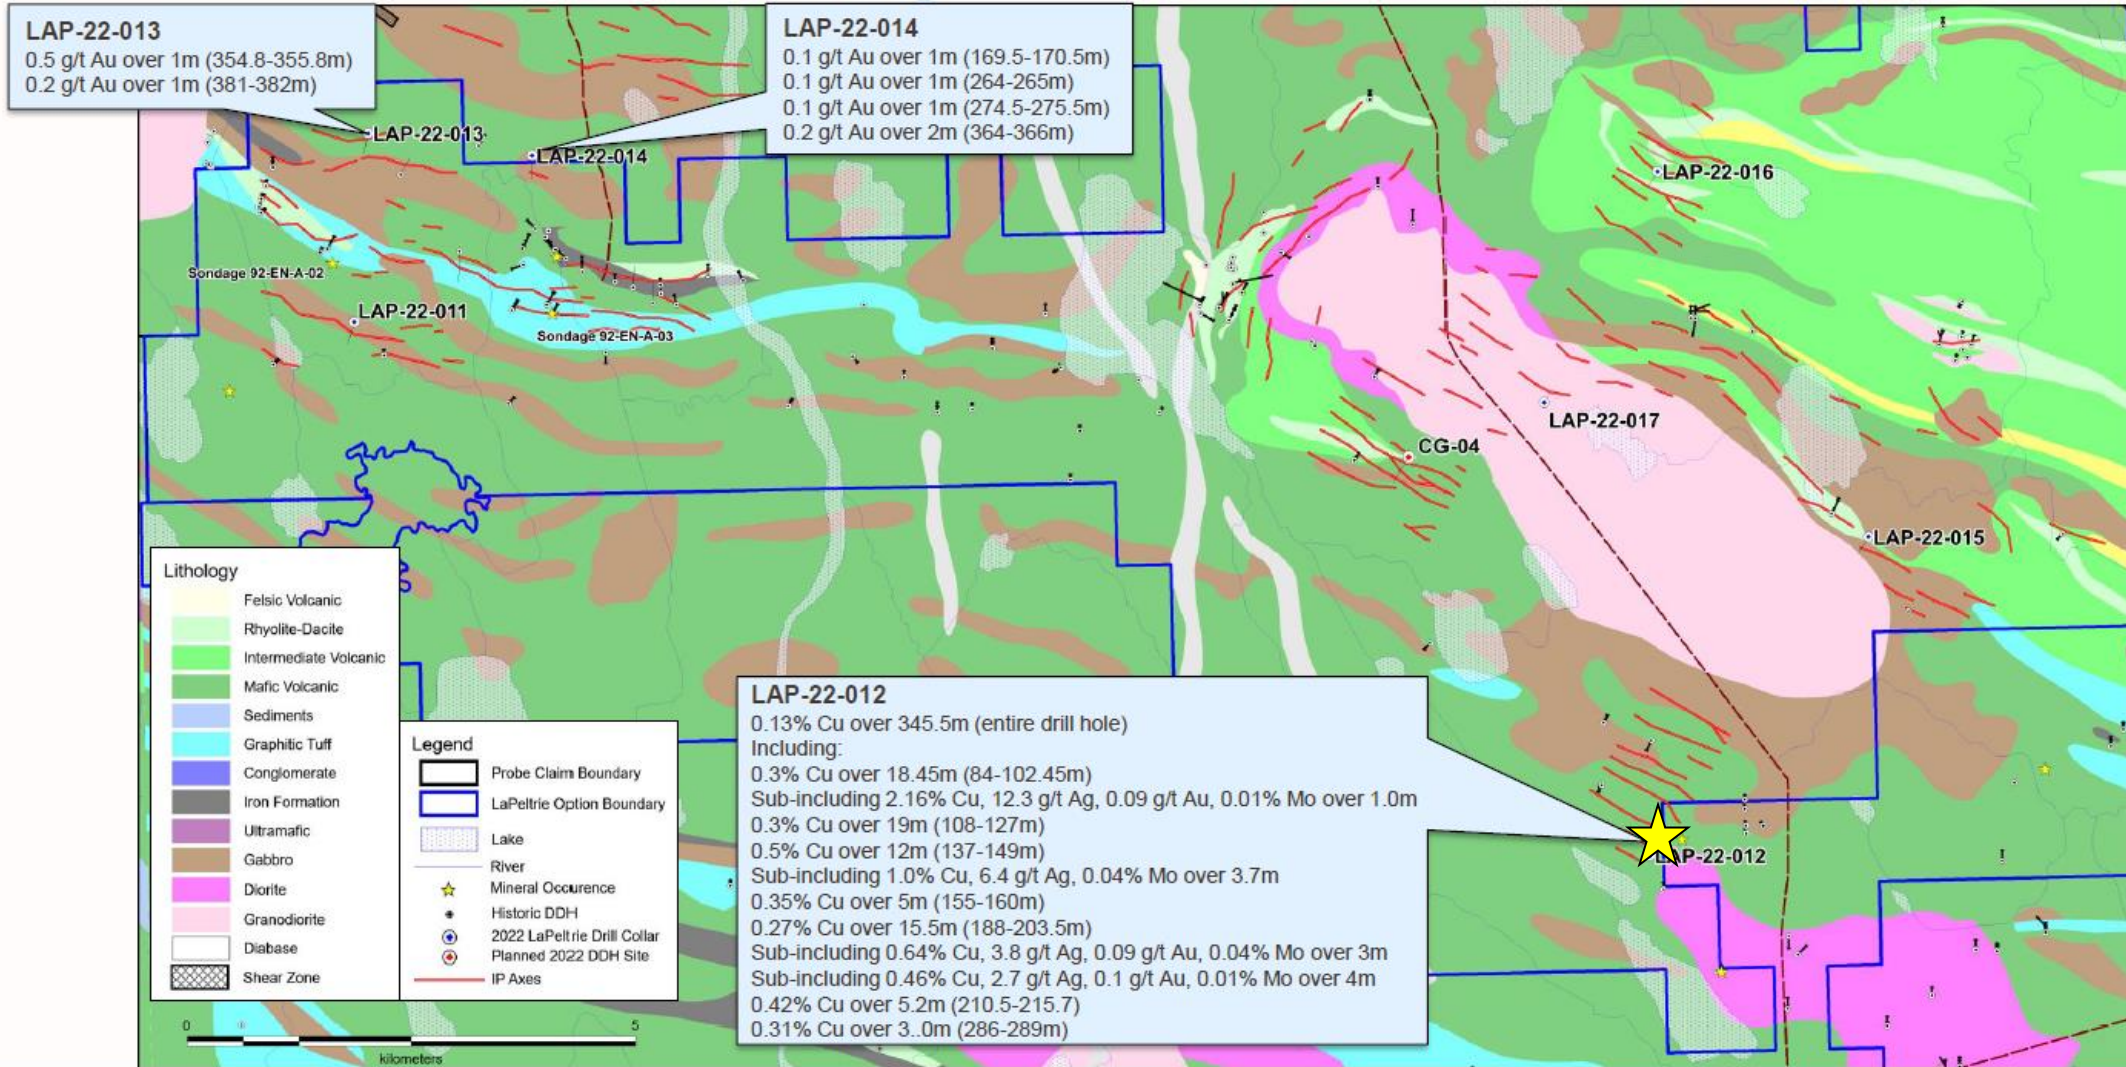 LAP-22-013
0.5 g/t Au over 1m (354.8-355.8m)
0.2 g/t Au over 1m (381-382m)
LAP-22-014
0.1 g/t Au over 1m (169.5-170.5m)
0.1 g/t Au over 1m (264-265m)
0.1 g/t Au over 1m (274.5-275.5m)
0.2 g/t Au over 2m (364-366m)
LAP-22-013
LAP-22-014
LAP-22-016
Sondage 92-EN-A-02
LAP-22-011
Sondage 92-EN-A-03
LAP-22-017
CG-04
LAP-22-015
Lithology
Felsic Volcanic
Rhyolite-Dacite
Intermediate Volcanic
Mafic Volcanic
Sediments
Graphitic Tuff
Conglomerate
Iron Formation
Ultramafic
Gabbro
Diorite
Granodiorite
Diabase
Shear Zone
Legend
Probe Claim Boundary
LaPeltrie Option Boundary
Lake
River
Mineral Occurence
Historic DDH
2022 LaPeltrie Drill Collar
Planned 2022 DDH Site
IP Axes
LAP-22-012
0.13% Cu over 345.5m (entire drill hole)
Including:
0.3% Cu over 18.45m (84-102.45m)
Sub-including 2.16% Cu, 12.3 g/t Ag, 0.09 g/t Au, 0.01% Mo over 1.0m
0.3% Cu over 19m (108-127m)
0.5% Cu over 12m (137-149m)
Sub-including 1.0% Cu, 6.4 g/t Ag, 0.04% Mo over 3.7m
0.35% Cu over 5m (155-160m)
0.27% Cu over 15.5m (188-203.5m)
Sub-including 0.64% Cu, 3.8 g/t Ag, 0.09 g/t Au, 0.04% Mo over 3m
Sub-including 0.46% Cu, 2.7 g/t Ag, 0.1 g/t Au, 0.01% Mo over 4m
0.42% Cu over 5.2m (210.5-215.7)
0.31% Cu over 3..0m (286-289m)
LAP-22-012
0 5
kilometers